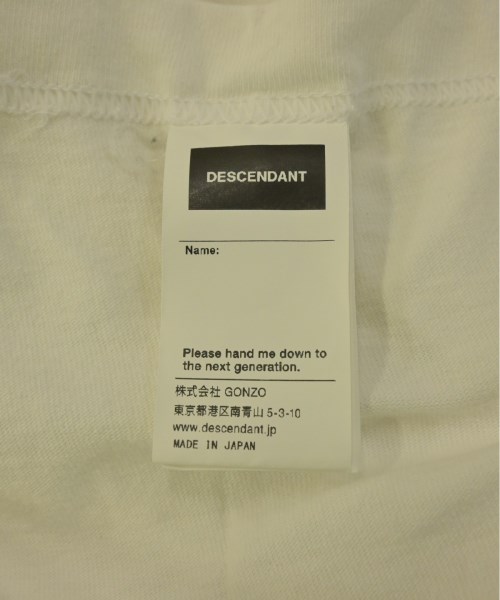 DESCENDANT
Name:
Please hand me down to
the next generation.
株式会社 GONZO
東京都港区南青山5-3-10
www.descendant.jp
MADE IN JAPAN